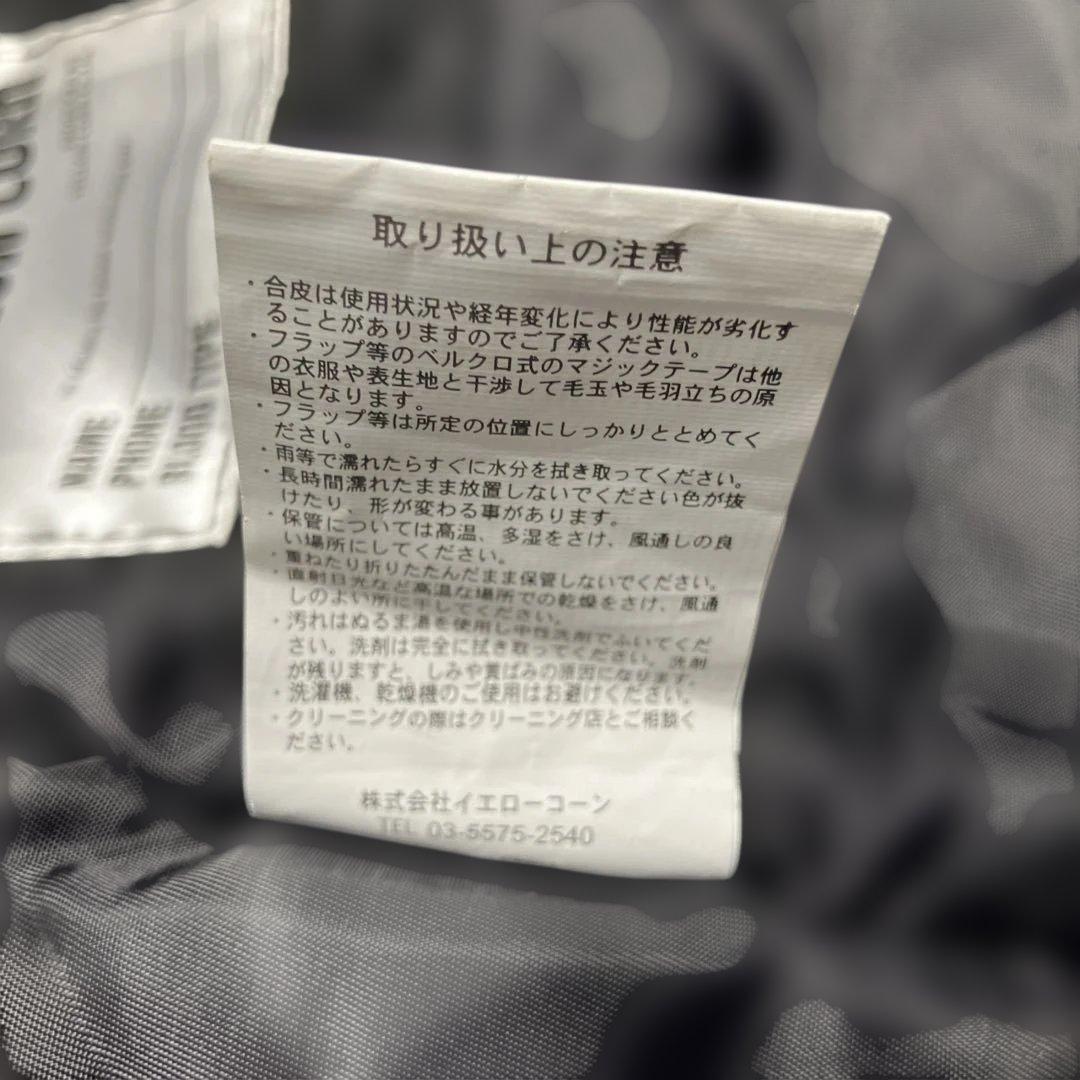 取り扱い上の注意
・合皮は使用状況や経年変化により性能が劣化す
ることがありますのでご了承ください。
・フラップ等のベルクロ式のマジックテープは他
の衣服や表生地と干渉して毛玉や毛羽立ちの原
因となります。
・フラップ等は所定の位置にしっかりととめてく
ださい。
・雨等で濡れたらすぐに水分を拭き取ってください。
・長時間濡れたまま放置しないでください色が抜
けたり、形が変わる事があります。
・保管については高温、多湿をさけ、風通しの良
い場所にしてください。
・重ねたり折りたたんだまま保管しないでください。
・直射日光など高温な場所での乾燥をさけ、風通
しのよい所に干してください。
・汚れはぬるま湯を使用し中性洗剤でふいてくだ
さい。洗剤は完全に拭き取ってください。洗剤
が残りますと、しみや黄ばみの原因になります。
・洗濯機、乾燥機のご使用はお避けください。
・クリーニングの際はクリーニング店とご相談く
ださい。
株式会社イエローコーン
TEL 03-5575-2540
NAME
PHONE
BLOOD TYPE